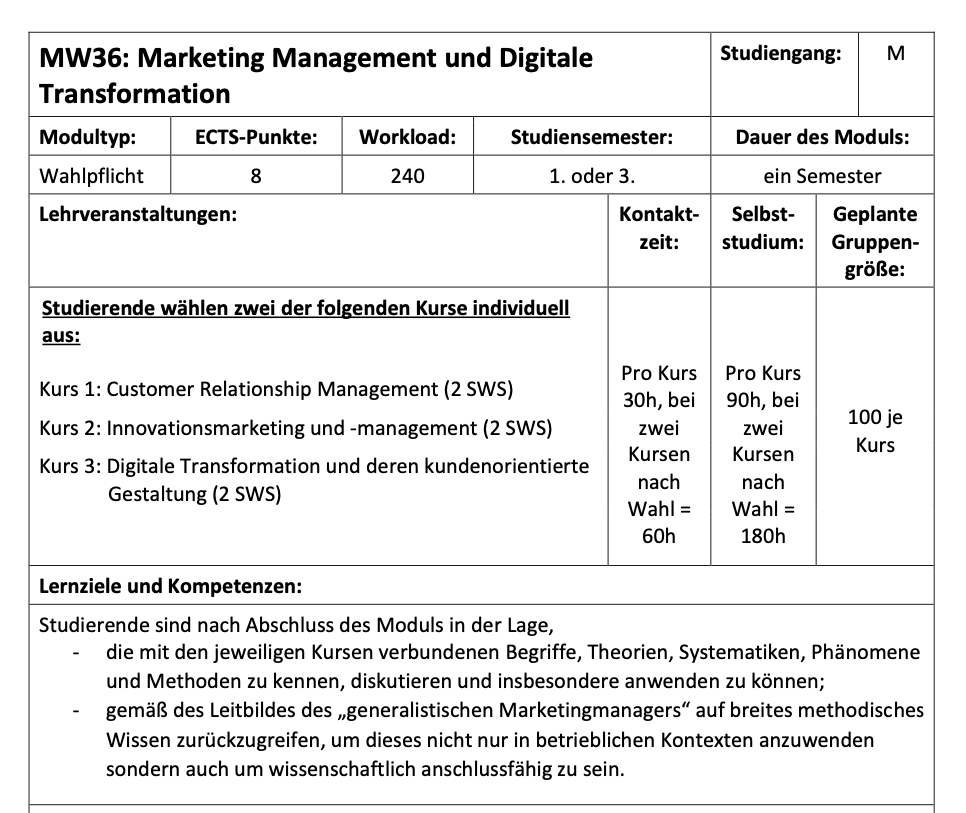 MW36: Marketing Management und Digitale
Transformation
Studiengang:
M
Modultyp:
ECTS-Punkte:
Workload:
Studiensemester:
Dauer des Moduls:
Wahlpflicht
8
240
1. oder 3.
ein Semester
Lehrveranstaltungen:
Kontakt-
zeit:
Selbst-
studium:
Geplante
Gruppen-
größe:
Studierende wählen zwei der folgenden Kurse individuell
aus:
Kurs 1: Customer Relationship Management (2 SWS)
Kurs 2: Innovationsmarketing und -management (2 SWS)
Kurs 3: Digitale Transformation und deren kundenorientierte
Gestaltung (2 SWS)
Pro Kurs
30h, bei
zwei
Kursen
nach
Wahl =
60h
Pro Kurs
90h, bei
zwei
Kursen
nach
Wahl =
180h
100 je
Kurs
Lernziele und Kompetenzen:
Studierende sind nach Abschluss des Moduls in der Lage,
- die mit den jeweiligen Kursen verbundenen Begriffe, Theorien, Systematiken, Phänomene
und Methoden zu kennen, diskutieren und insbesondere anwenden zu können;
- gemäß des Leitbildes des „generalistischen Marketingmanagers“ auf breites methodisches
Wissen zurückzugreifen, um dieses nicht nur in betrieblichen Kontexten anzuwenden
sondern auch um wissenschaftlich anschlussfähig zu sein.